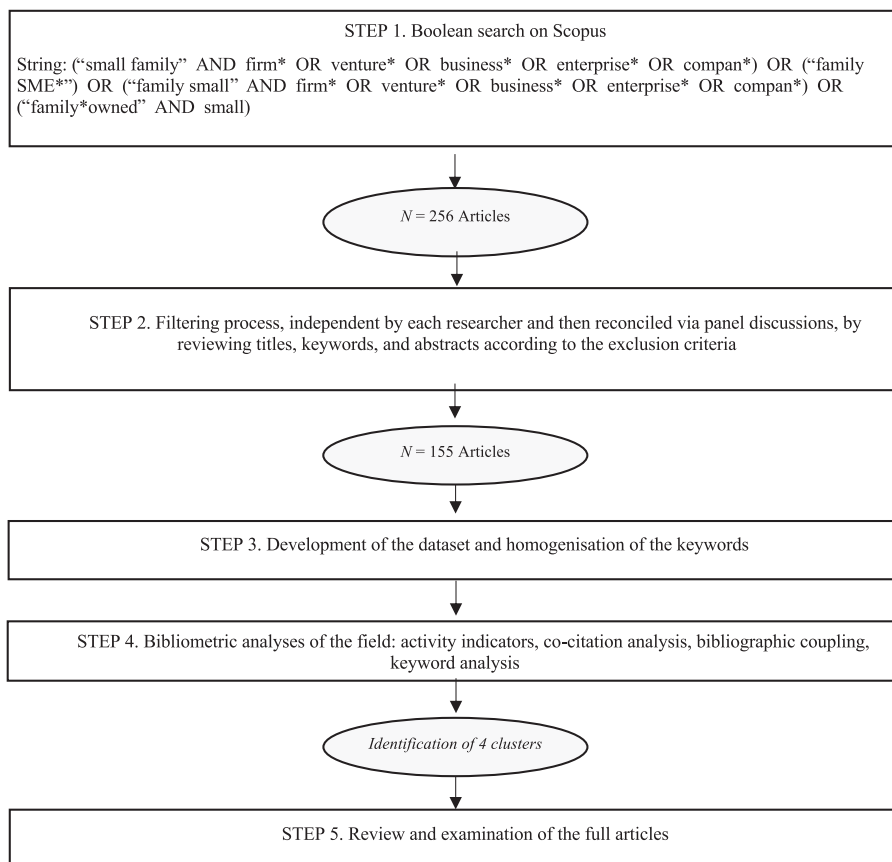 STEP 1. Boolean search on Scopus
String: (“small family” AND firm* OR venture* OR business* OR enterprise* OR compan*) OR (“family
SME*”) OR (“family small” AND firm* OR venture* OR business* OR enterprise* OR compan*) OR
(“family*owned” AND small)
N = 256 Articles
STEP 2. Filtering process, independent by each researcher and then reconciled via panel discussions, by
reviewing titles, keywords, and abstracts according to the exclusion criteria
N = 155 Articles
STEP 3. Development of the dataset and homogenisation of the keywords
STEP 4. Bibliometric analyses of the field: activity indicators, co-citation analysis, bibliographic coupling,
keyword analysis
Identification of 4 clusters
STEP 5. Review and examination of the full articles